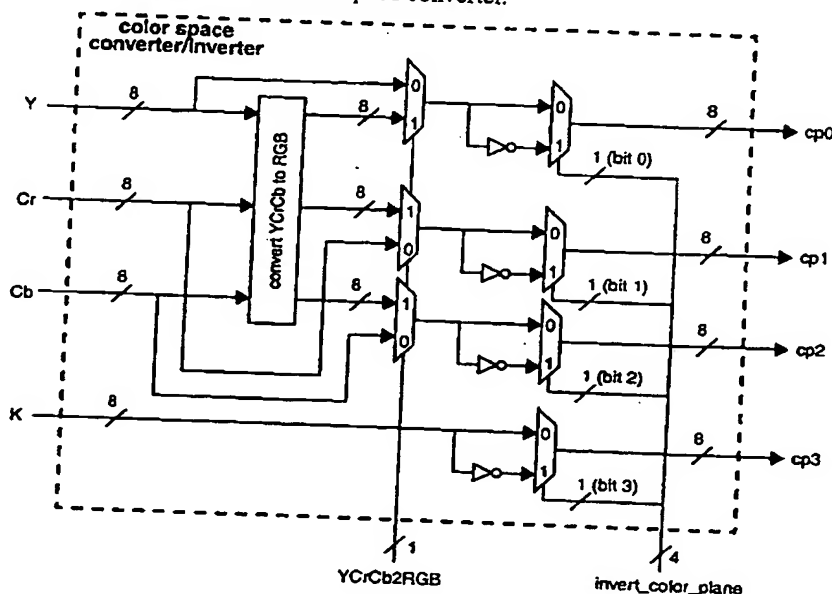 space converter.
color space
converter/inverter
Y
8
8
0
1
convert YCrCb to RGB
0
1
8
cp0
1 (bit 0)
Cr
8
8
1
0
0
1
8
cp1
1 (bit 1)
Cb
8
8
1
0
0
1
8
cp2
1 (bit 2)
K
8
0
1
8
cp3
1 (bit 3)
1
4
YCrCb2RGB
invert_color_plane